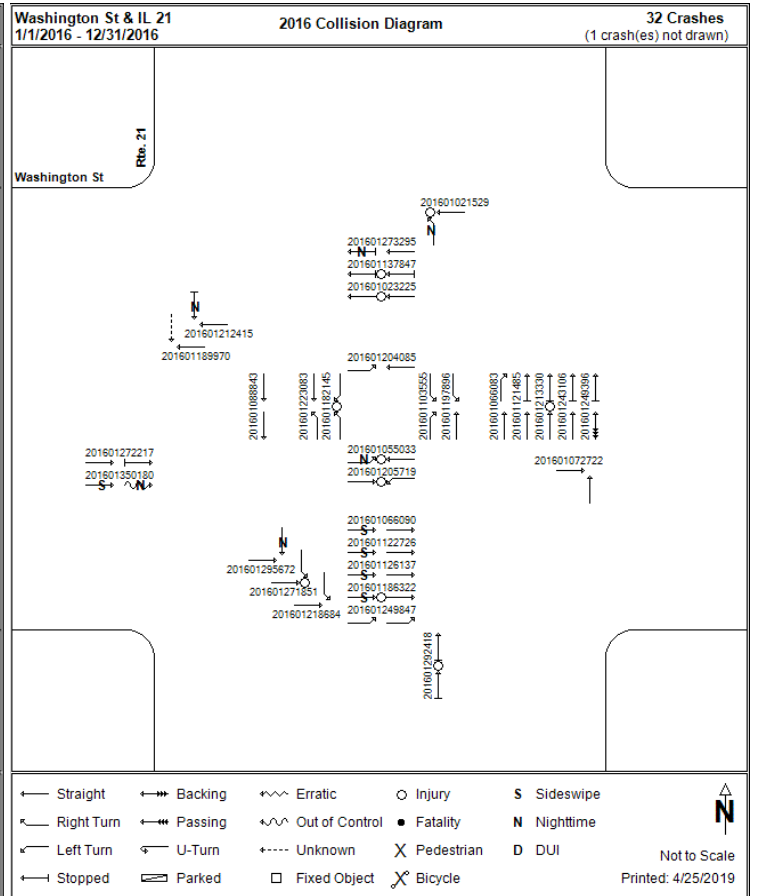 Washington St & IL 21
1/1/2016 - 12/31/2016
2016 Collision Diagram
32 Crashes
(1 crash(es) not drawn)
Rte. 21
Washington St
201601021529
N
201601273295
N
201601137847
201601023225
N
201601212415
201601189970
201601204085
201601088843
201601223083
201601182145
201601103555
201601197896
201601066083
201601121485
201601213330
201601243106
201601249396
201601272217
201601350180
S N
201601055033
N
201601205719
201601072722
201601066090
S
201601122726
S
201601126137
S
201601186322
S
201601249847
N
201601295672
201601271851
201601218684
201601292418
Straight Backing Erratic Injury S Sideswipe
Right Turn Passing Out of Control Fatality N Nighttime
Left Turn U-Turn Unknown Pedestrian D DUI
Stopped Parked Fixed Object Bicycle
N
Not to Scale
Printed: 4/25/2019